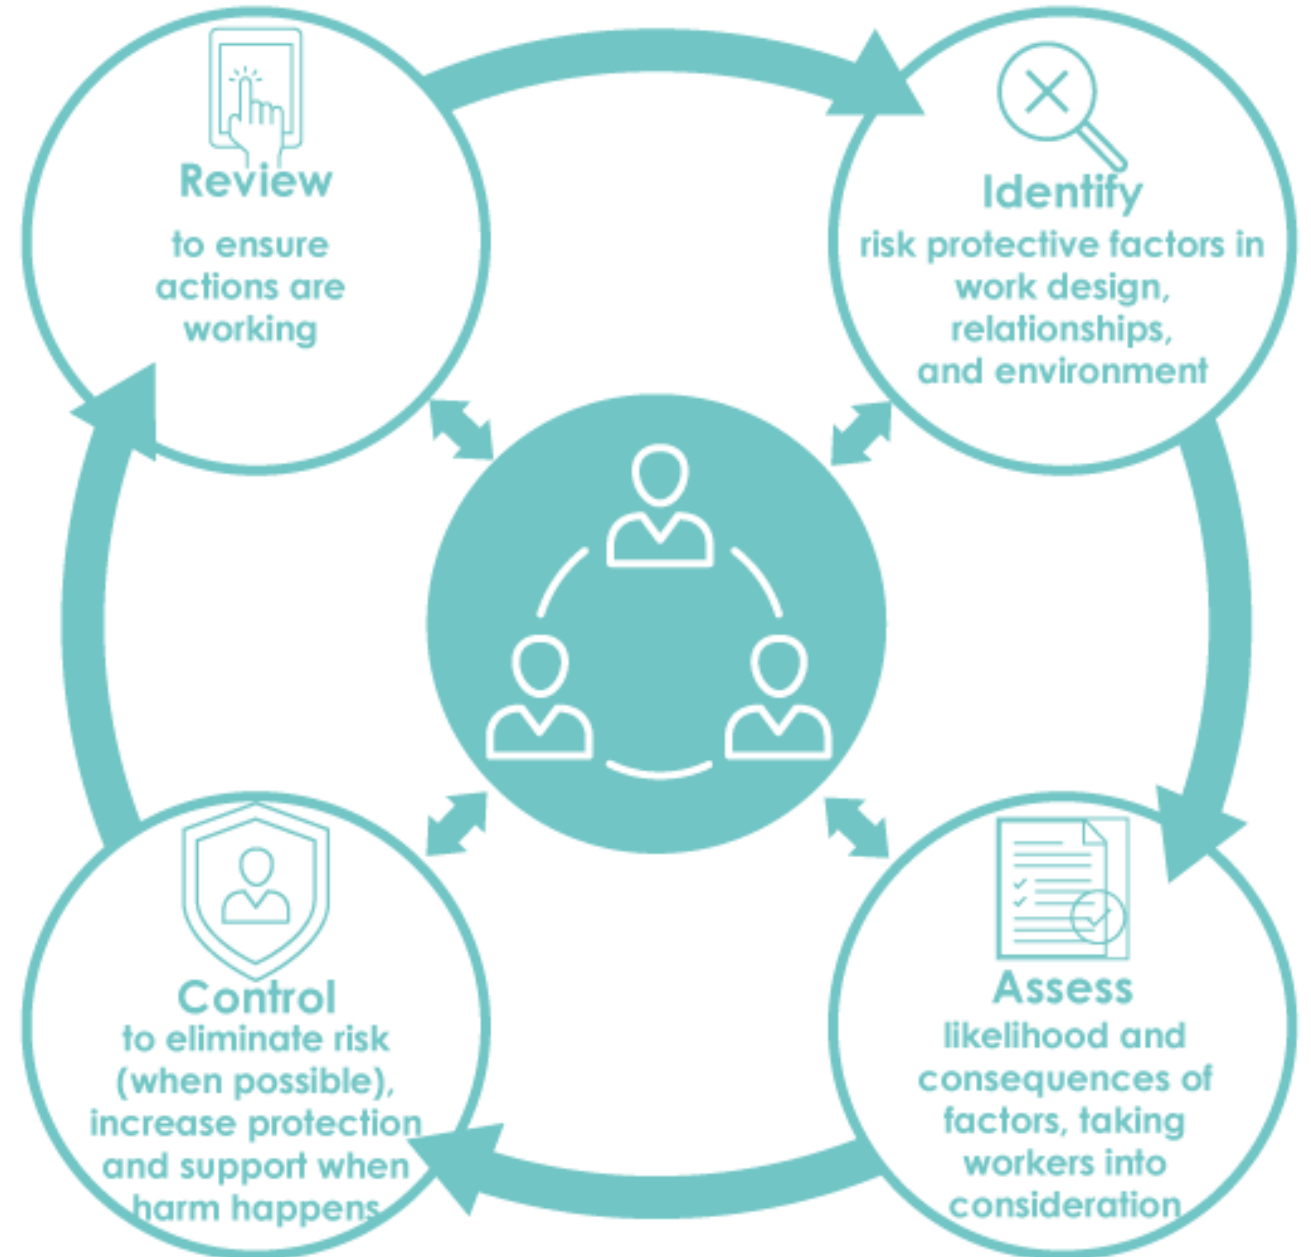 Review
to ensure
actions are
working
Identify
risk protective factors in
work design,
relationships,
and environment
Control
to eliminate risk
(when possible),
increase protection
and support when
harm happens
Assess
likelihood and
consequences of
factors, taking
workers into
consideration